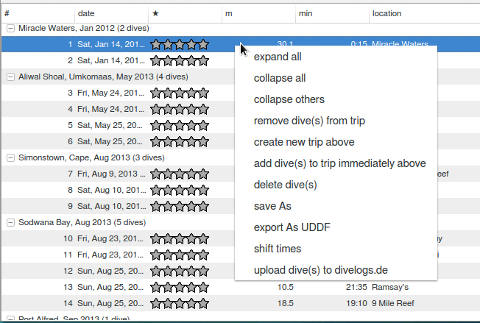 # date ★ m min location
Miracle Waters, Jan 2012 (2 dives)
1 Sat, Jan 14, 201... 30.1 0:15 Miracle Waters
2 Sat, Jan 14, 201...
Aliwal Shoal, Umkomaas, May 2013 (4 dives)
3 Fri, May 24, 201...
4 Fri, May 24, 201...
5 Sat, May 25, 20...
6 Sat, May 25, 20...
Simonstown, Cape, Aug 2013 (3 dives)
7 Fri, Aug 9, 2013 ... eef
8 Sat, Aug 10, 201...
9 Sat, Aug 10, 201...
Sodwana Bay, Aug 2013 (5 dives)
10 Fri, Aug 23, 201...
11 Fri, Aug 23, 201...
12 Sun, Aug 25, 20...
13 Sun, Aug 25, 20... 10.5 21:35 Ramsay's
14 Sun, Aug 25, 20... 18.5 19:10 9 Mile Reef
Port Alfred, Sep 2013 (1 dive)
expand all
collapse all
collapse others
remove dive(s) from trip
create new trip above
add dive(s) to trip immediately above
delete dive(s)
save As
export As UDDF
shift times
upload dive(s) to divelogs.de